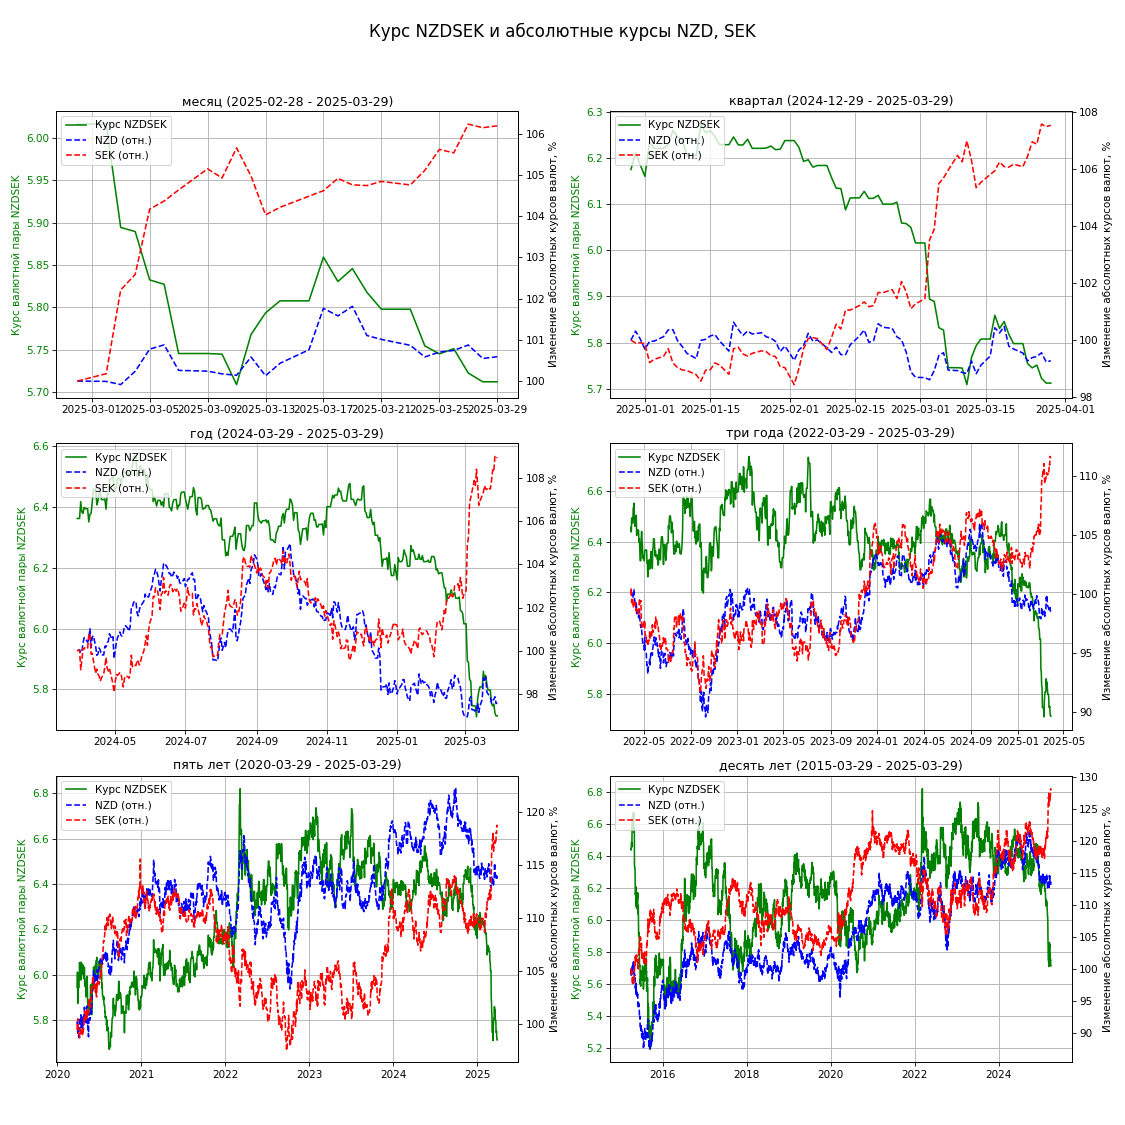 Курс NZDSEK и абсолютные курсы NZD, SEK
месяц (2025-02-28 - 2025-03-29)
Курс NZDSEK
NZD (отн.)
SEK (отн.)
6.00
5.95
5.90
5.85
5.80
5.75
5.70
Курс валютной пары NZDSEK
106
105
104
103
102
101
100
Изменение абсолютных курсов валют, %
2025-03-01 2025-03-05 2025-03-09 2025-03-13 2025-03-17 2025-03-21 2025-03-25 2025-03-29
квартал (2024-12-29 - 2025-03-29)
Курс NZDSEK
NZD (отн.)
SEK (отн.)
6.3
6.2
6.1
6.0
5.9
5.8
5.7
Курс валютной пары NZDSEK
108
106
104
102
100
98
Изменение абсолютных курсов валют, %
2025-01-01 2025-01-15 2025-02-01 2025-02-15 2025-03-01 2025-03-15 2025-04-01
год (2024-03-29 - 2025-03-29)
Курс NZDSEK
NZD (отн.)
SEK (отн.)
6.6
6.4
6.2
6.0
5.8
Курс валютной пары NZDSEK
108
106
104
102
100
98
Изменение абсолютных курсов валют, %
2024-05 2024-07 2024-09 2024-11 2025-01 2025-03
три года (2022-03-29 - 2025-03-29)
Курс NZDSEK
NZD (отн.)
SEK (отн.)
6.6
6.4
6.2
6.0
5.8
Курс валютной пары NZDSEK
110
105
100
95
90
Изменение абсолютных курсов валют, %
2022-05 2022-09 2023-01 2023-05 2023-09 2024-01 2024-05 2024-09 2025-01 2025-05
пять лет (2020-03-29 - 2025-03-29)
Курс NZDSEK
NZD (отн.)
SEK (отн.)
6.8
6.6
6.4
6.2
6.0
5.8
Курс валютной пары NZDSEK
120
115
110
105
100
Изменение абсолютных курсов валют, %
2020 2021 2022 2023 2024 2025
десять лет (2015-03-29 - 2025-03-29)
Курс NZDSEK
NZD (отн.)
SEK (отн.)
6.8
6.6
6.4
6.2
6.0
5.8
5.6
5.4
5.2
Курс валютной пары NZDSEK
130
125
120
115
110
105
100
95
90
Изменение абсолютных курсов валют, %
2016 2018 2020 2022 2024